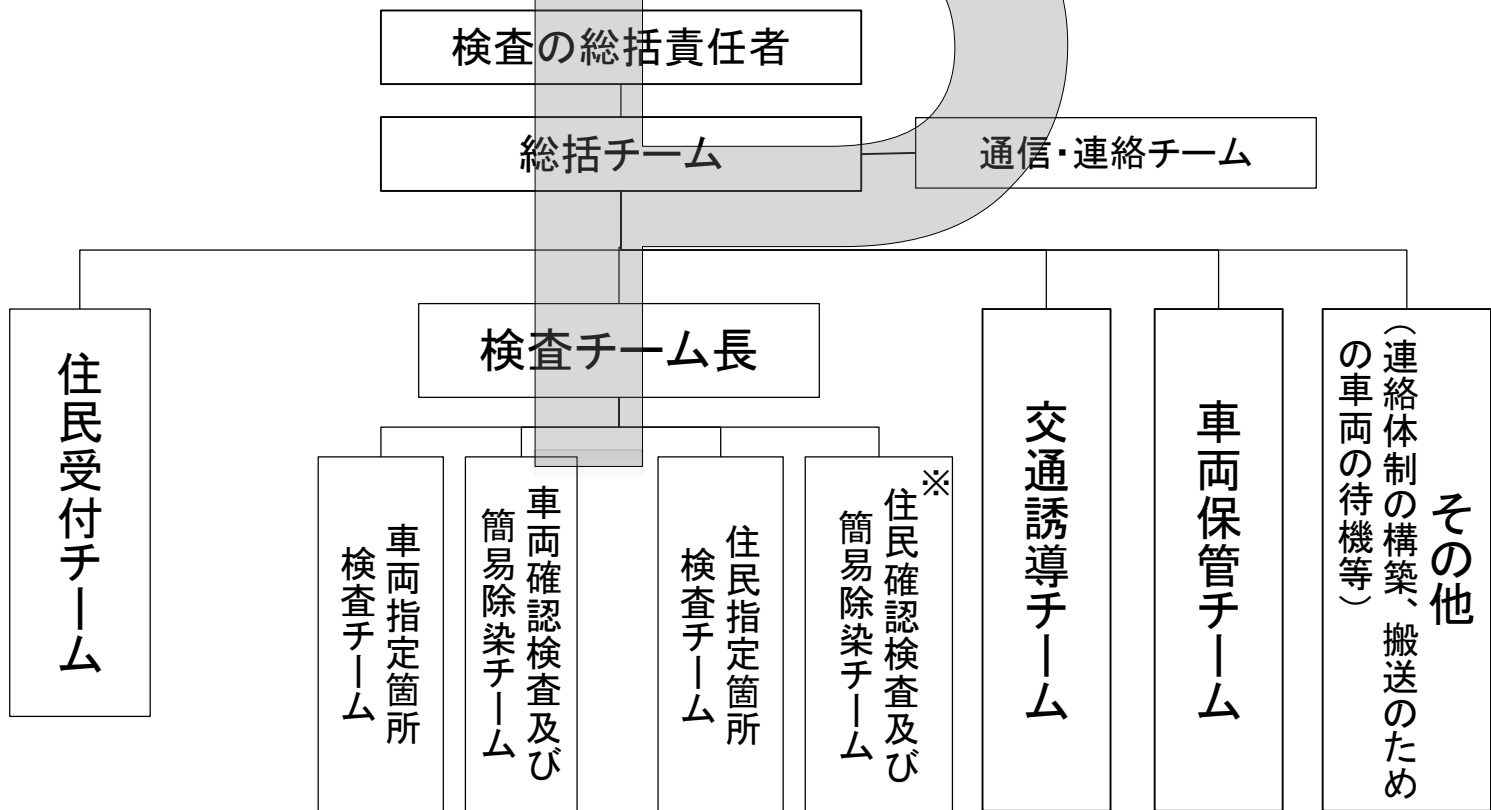 検査の総括責任者
総括チーム
通信・連絡チーム
住民受付チーム
検査チーム長
車両指定箇所
検査チーム
車両確認検査及び
簡易除染チーム
住民指定箇所
検査チーム
※
住民確認検査及び
簡易除染チーム
交通誘導チーム
車両保管チーム
その他
（連絡体制の構築、搬送のため
の車両の待機等）